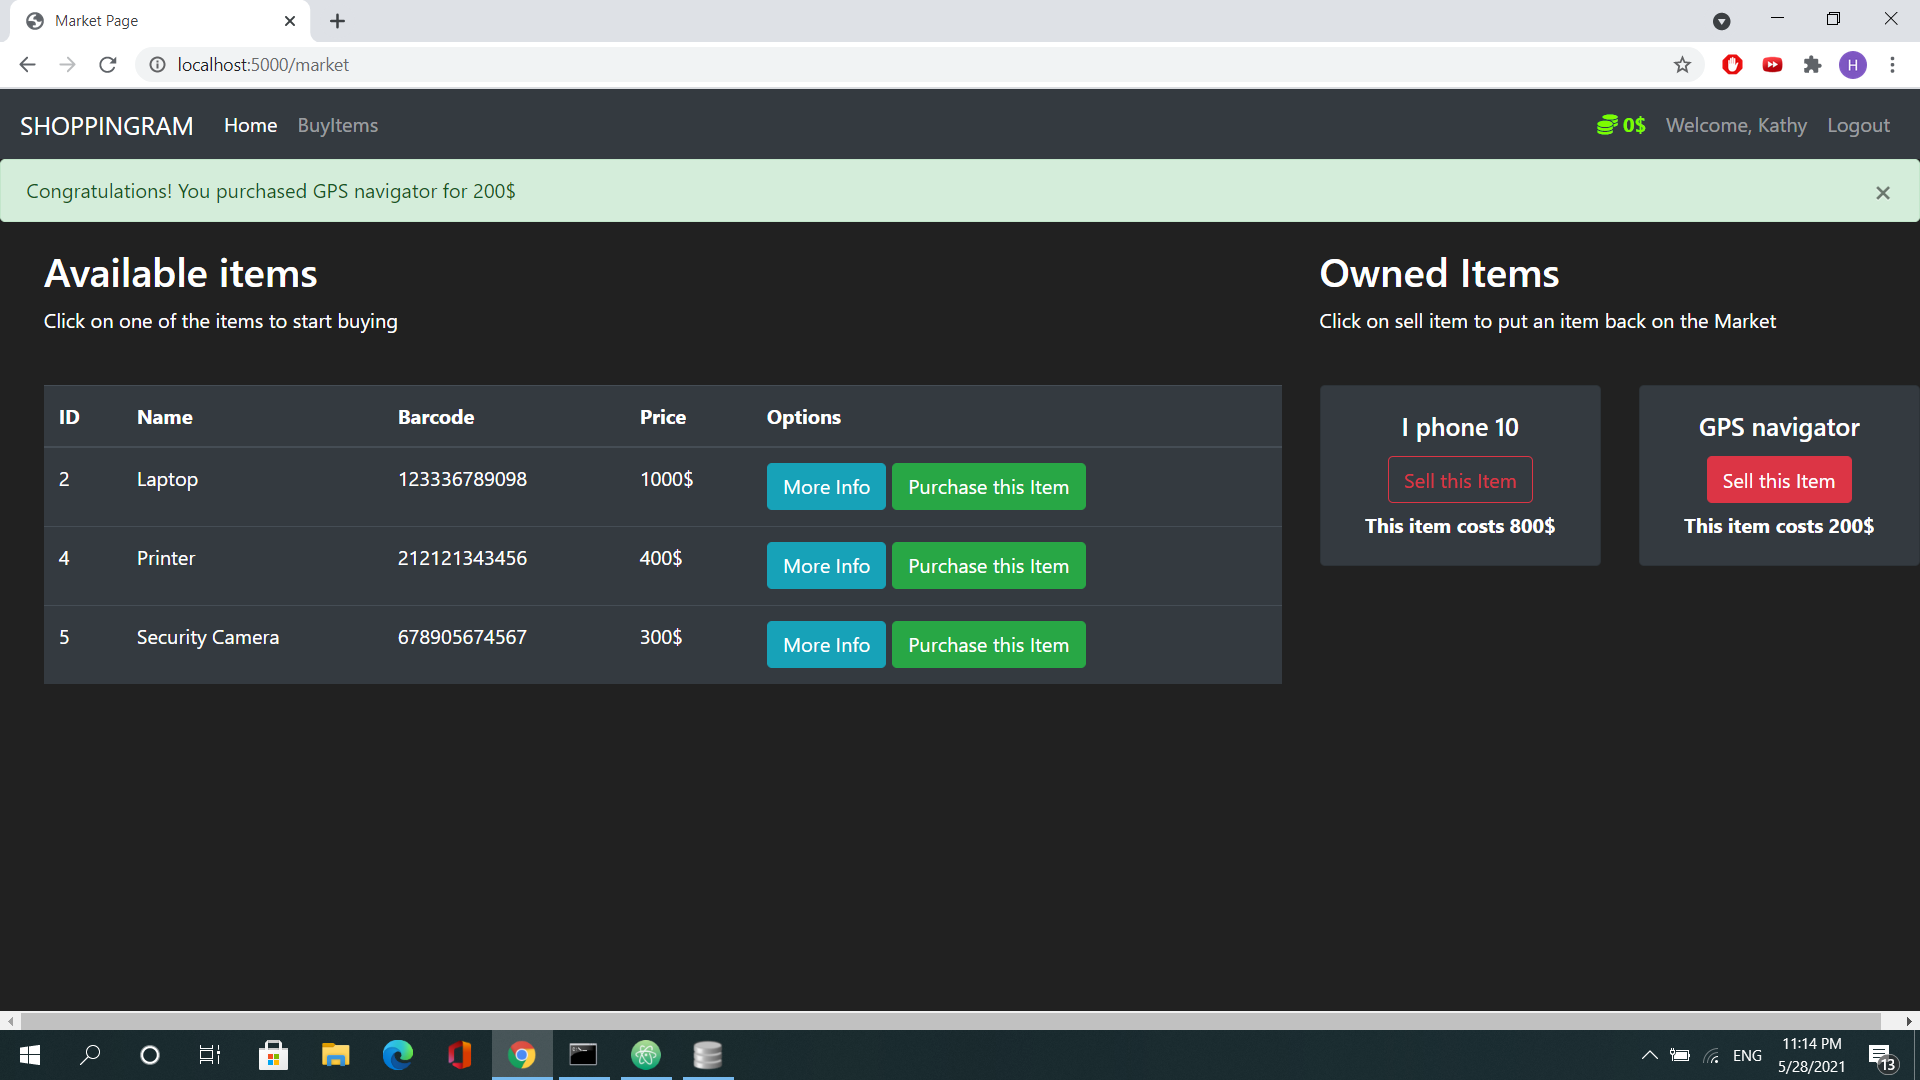 Market Page
localhost:5000/market
H
SHOPPINGRAM Home BuyItems 0$ Welcome, Kathy Logout
Congratulations! You purchased GPS navigator for 200$ ×
Available items
Click on one of the items to start buying
ID Name Barcode Price Options
2 Laptop 123336789098 1000$ More Info Purchase this Item
4 Printer 212121343456 400$ More Info Purchase this Item
5 Security Camera 678905674567 300$ More Info Purchase this Item
Owned Items
Click on sell item to put an item back on the Market
I phone 10
Sell this Item
This item costs 800$
GPS navigator
Sell this Item
This item costs 200$
ENG
11:14 PM
5/28/2021
13